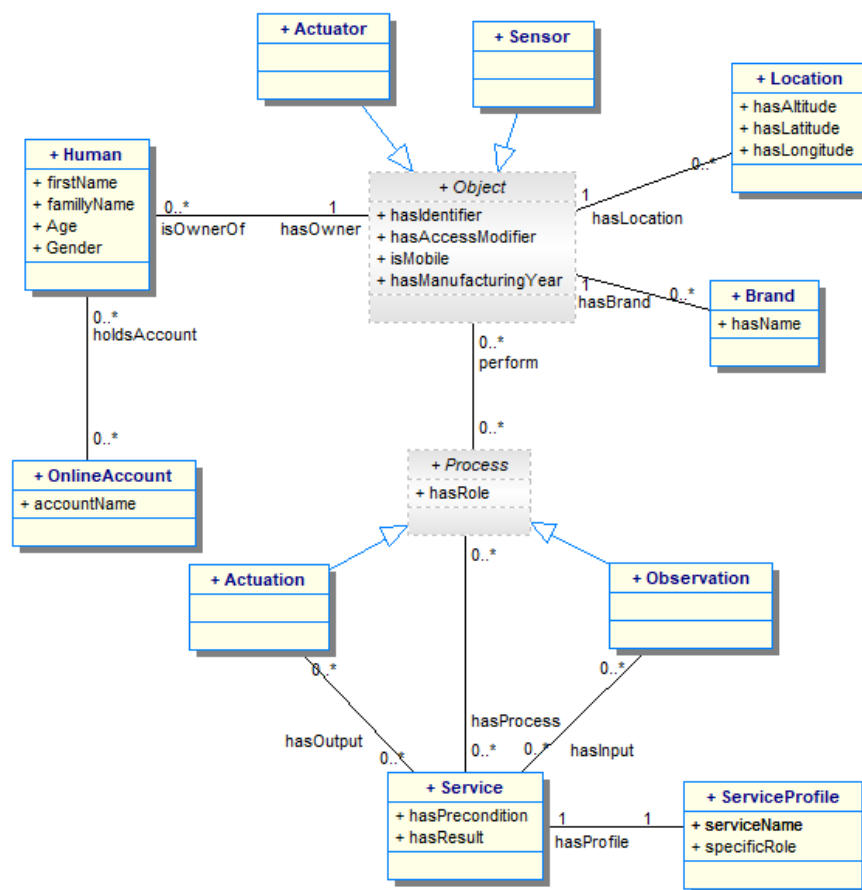 + Actuator
+ Sensor
+ Location
+ hasAltitude
+ hasLatitude
+ hasLongitude
+ Human
+ firstName
+ famillyName
+ Age
+ Gender
+ Object
+ hasIdentifier
+ hasAccessModifier
+ isMobile
+ hasManufacturingYear
0..*
isOwnerOf
1
hasOwner
1
hasLocation
0..*
1
hasBrand
0..*
+ Brand
+ hasName
0..*
holdsAccount
0..*
0..*
perform
0..*
+ OnlineAccount
+ accountName
+ Process
+ hasRole
0..*
+ Actuation
+ Observation
0..*
0..*
hasOutput
0..*
hasProcess
0..*
0..*
hasInput
+ Service
+ hasPrecondition
+ hasResult
1
1
hasProfile
+ ServiceProfile
+ serviceName
+ specificRole